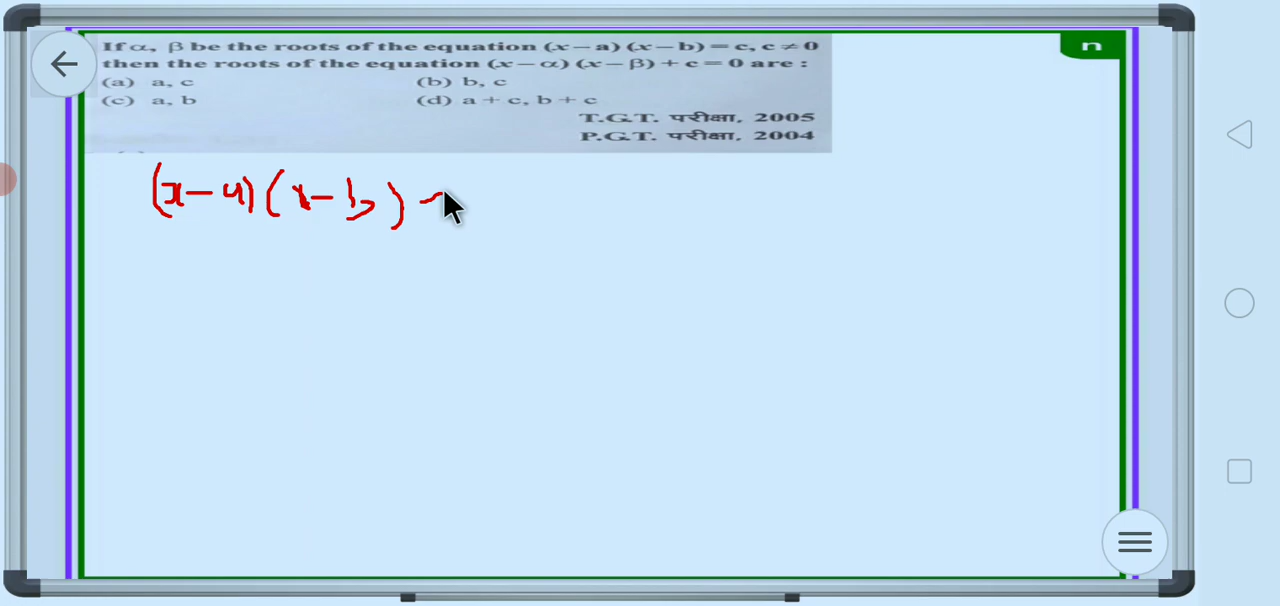 n
If α, β be the roots of the equation (x − a) (x − b) = c, c ≠ 0
then the roots of the equation (x − α) (x − β) + c = 0 are :
(a) a, c (b) b, c
(c) a, b (d) a + c, b + c
T.G.T. परीक्षा, 2005
P.G.T. परीक्षा, 2004
(x − a) (x − b) −